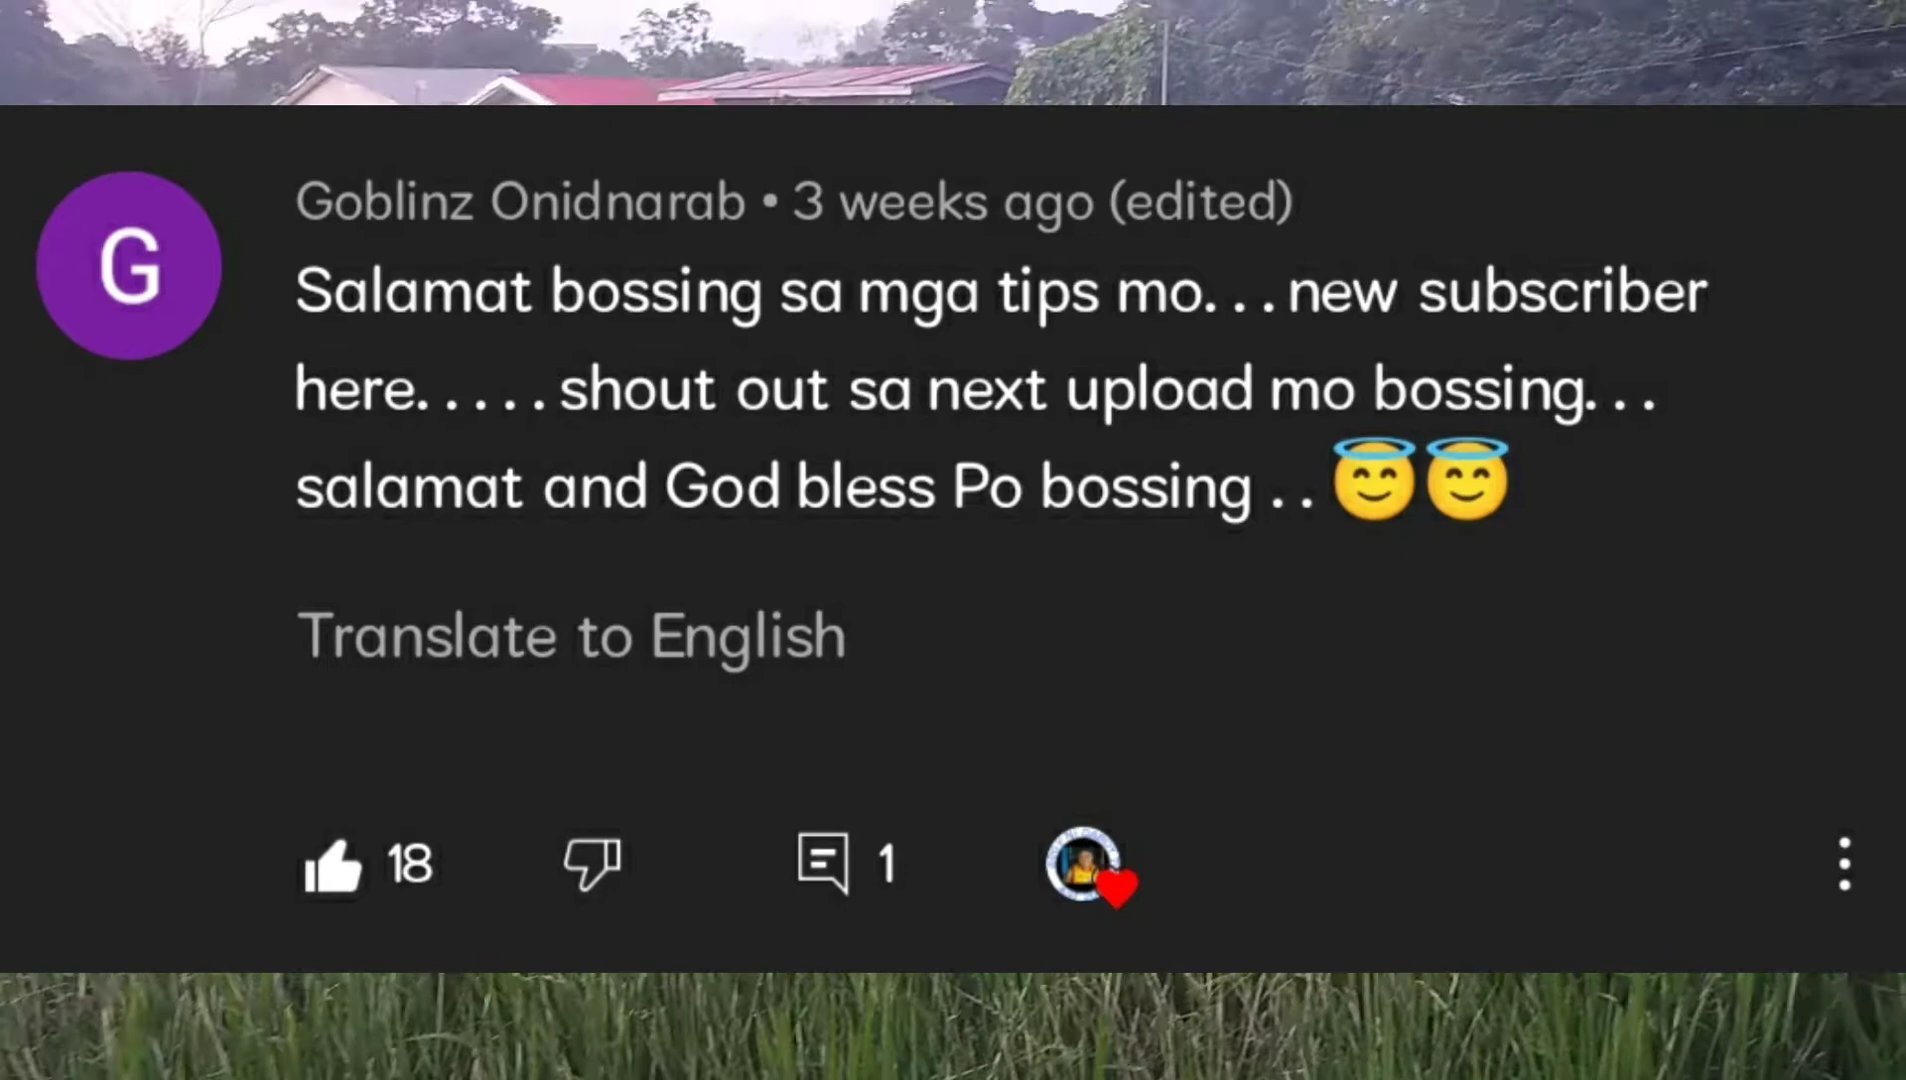 G
Goblinz Onidnarab • 3 weeks ago (edited)
Salamat bossing sa mga tips mo...new subscriber
here.....shout out sa next upload mo bossing...
salamat and God bless Po bossing ..😇😇
Translate to English
18
1